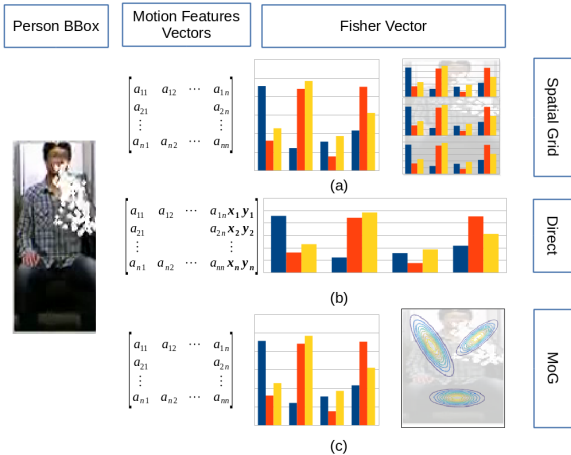 Person BBox
Motion Features
Vectors
Fisher Vector
a11 a12 ⋯ a1n
a21 a2n
⋮ ⋮
an1 an2 ⋯ ann
Spatial Grid
(a)
a11 a12 ⋯ a1n x1 y1
a21 a2n x2 y2
⋮ ⋮
an1 an2 ⋯ ann xn yn
Direct
(b)
a11 a12 ⋯ a1n
a21 a2n
⋮ ⋮
an1 an2 ⋯ ann
MoG
(c)